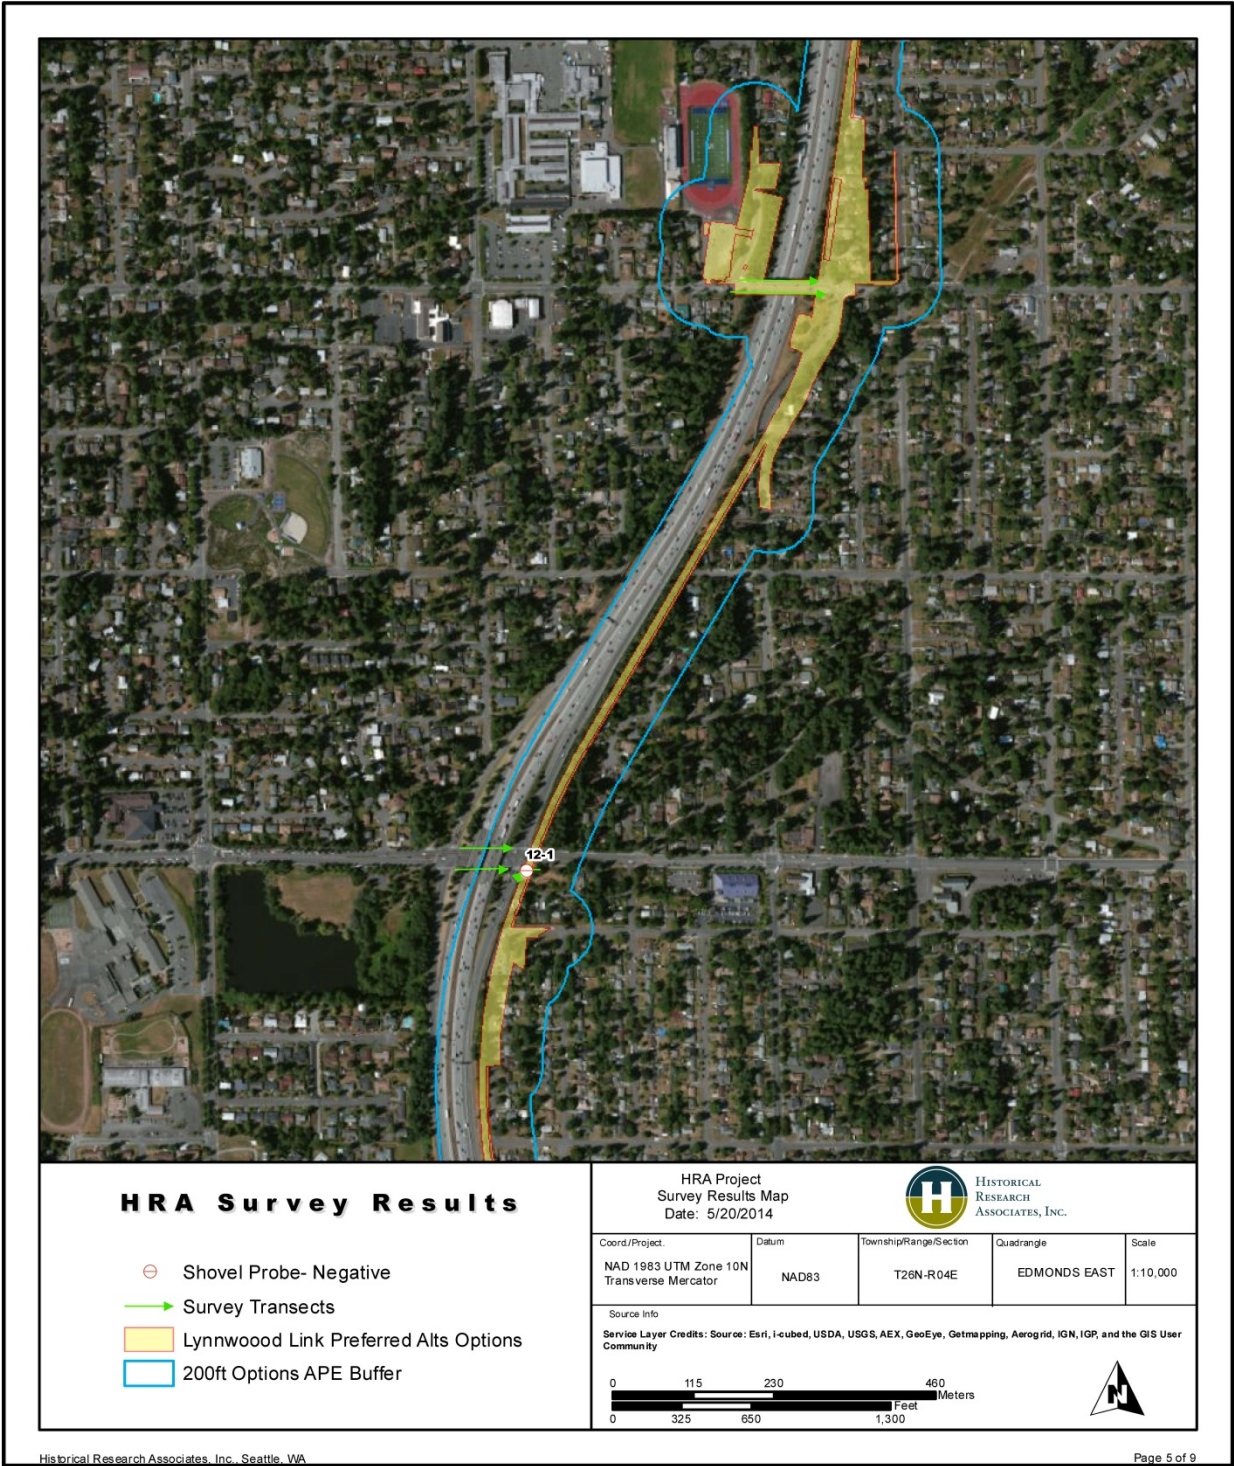 12-1
HRA Survey Results
Shovel Probe- Negative
Survey Transects
Lynnwoood Link Preferred Alts Options
200ft Options APE Buffer
HRA Project
Survey Results Map
Date: 5/20/2014
H
HISTORICAL
RESEARCH
ASSOCIATES, INC.
Coord./Project.
NAD 1983 UTM Zone 10N
Transverse Mercator
Datum
NAD83
Township/Range/Section
T26N-R04E
Quadrangle
EDMONDS EAST
Scale
1:10,000
Source Info
Service Layer Credits: Source: Esri, i-cubed, USDA, USGS, AEX, GeoEye, Getmapping, Aerogrid, IGN, IGP, and the GIS User
Community
0 115 230 460
Meters
Feet
0 325 650 1,300
N
Historical Research Associates, Inc., Seattle, WA
Page 5 of 9